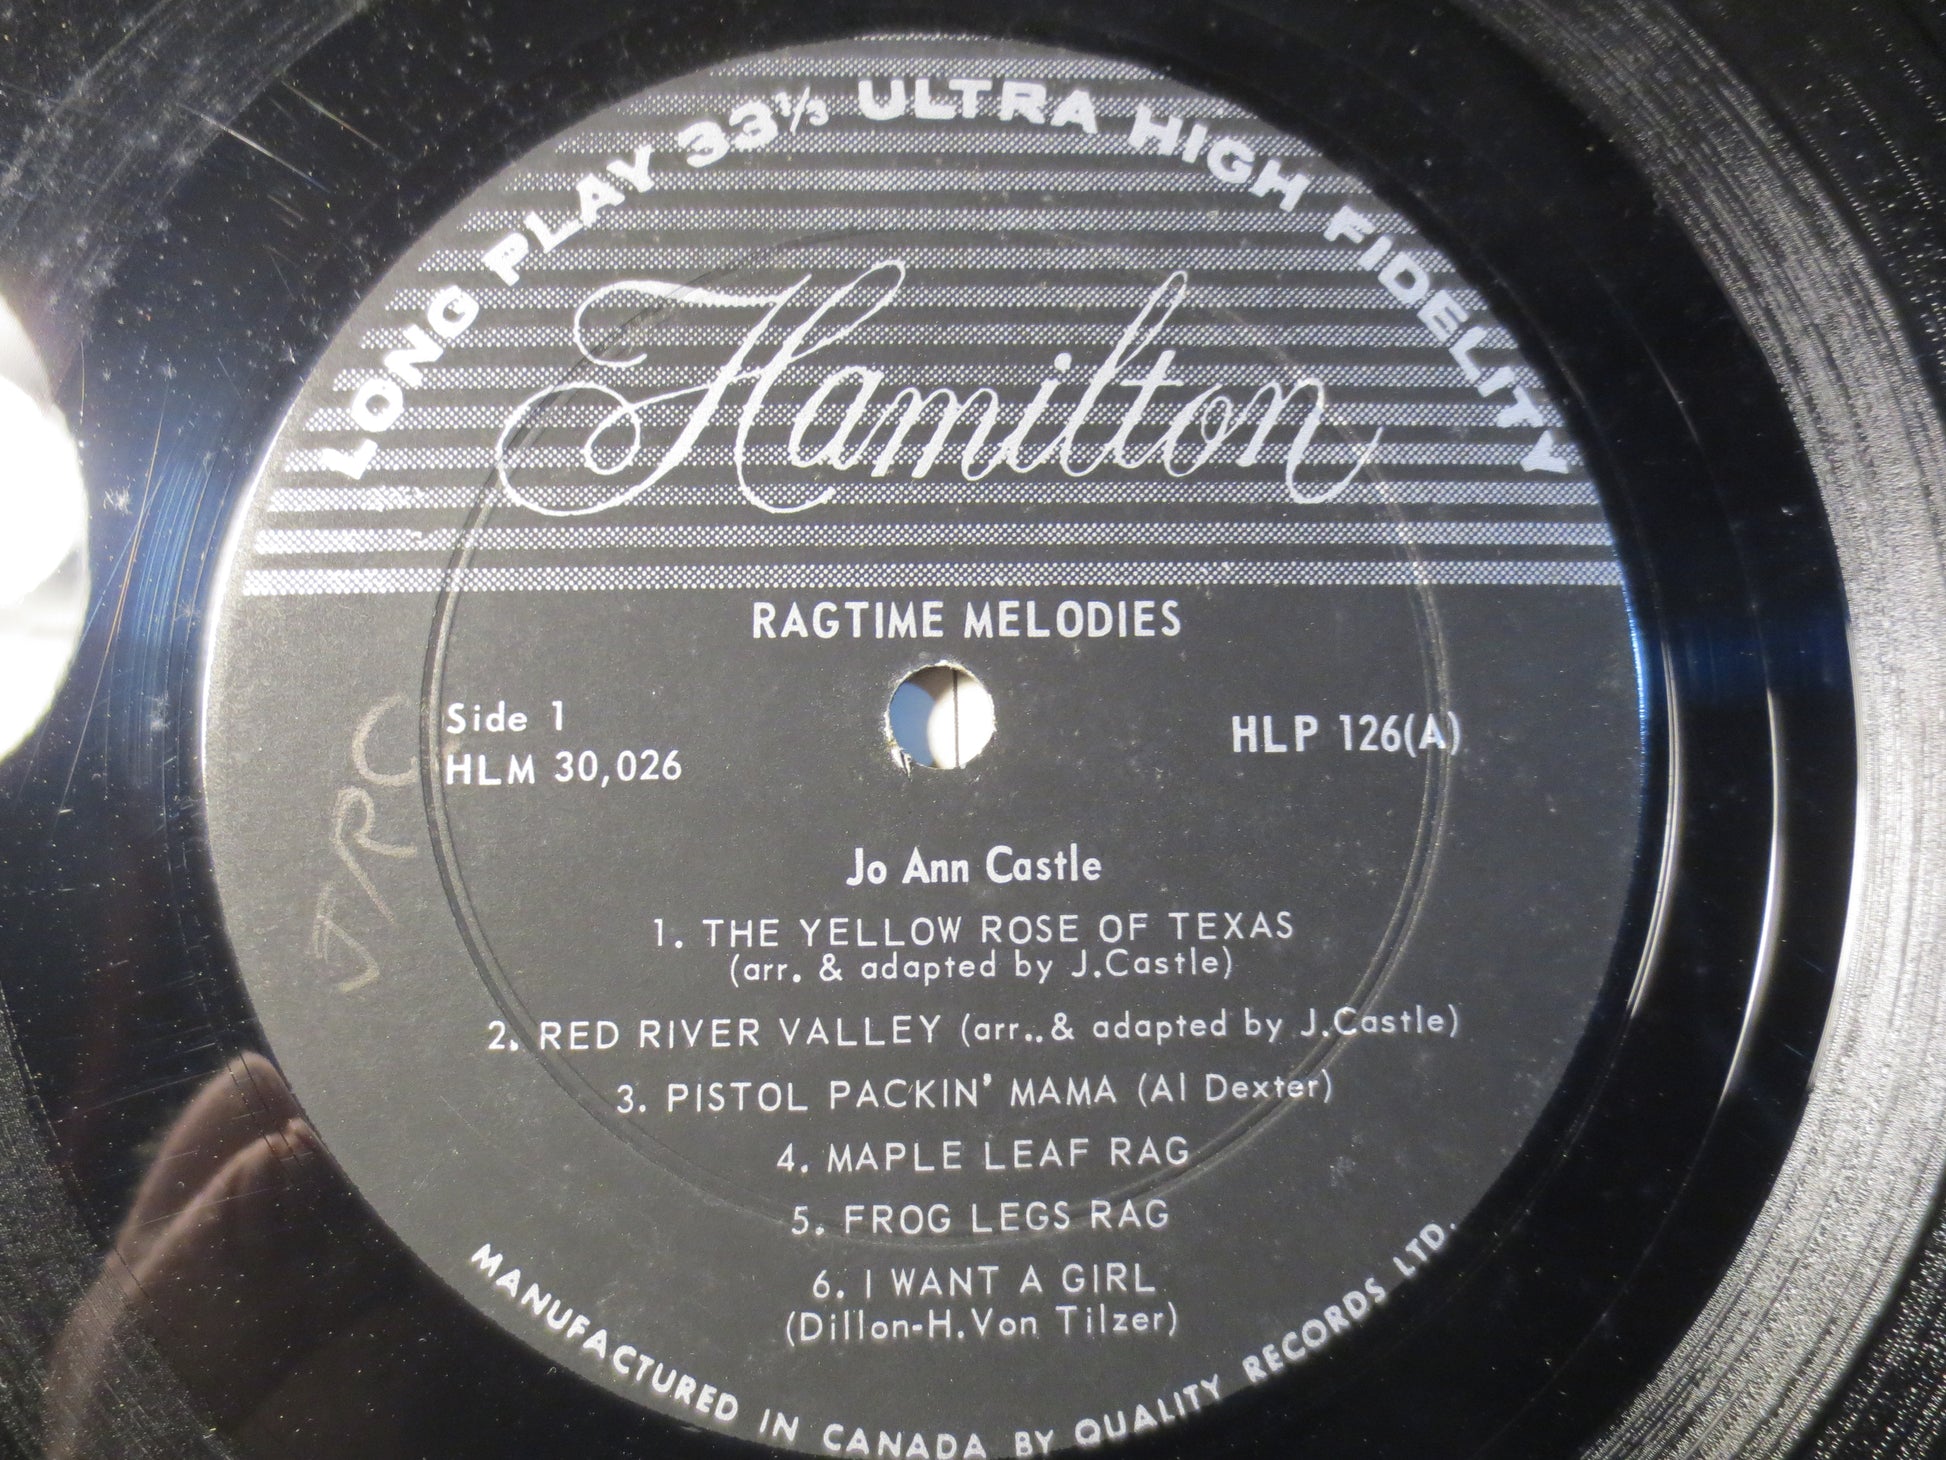 LONG PLAY 33⅓ ULTRA HIGH FIDELITY
Hamilton
RAGTIME MELODIES
Side 1
HLM 30,026
HLP 126(A)
JPC
Jo Ann Castle
1. THE YELLOW ROSE OF TEXAS
(arr. & adapted by J.Castle)
2. RED RIVER VALLEY (arr..& adapted by J.Castle)
3. PISTOL PACKIN' MAMA (Al Dexter)
4. MAPLE LEAF RAG
5. FROG LEGS RAG
6. I WANT A GIRL
(Dillon-H.Von Tilzer)
MANUFACTURED IN CANADA BY QUALITY RECORDS LTD.